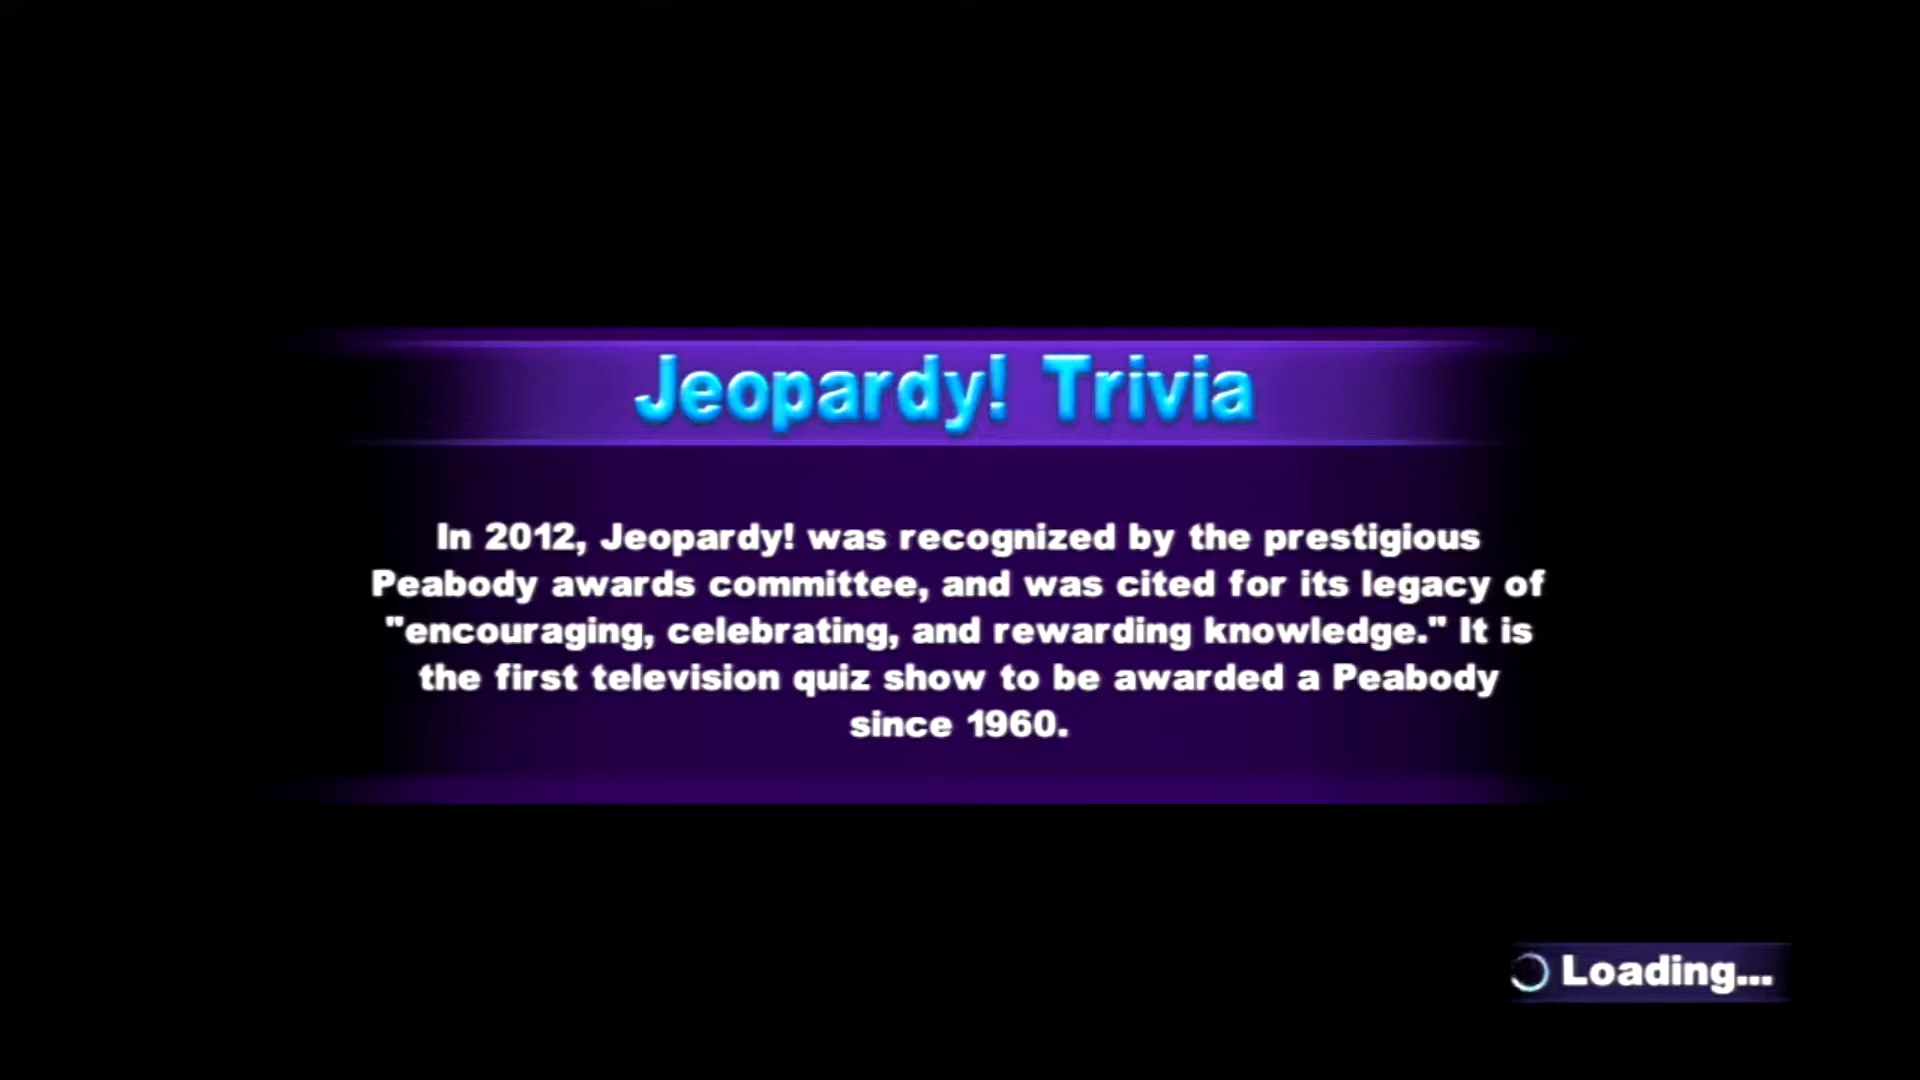 Jeopardy! Trivia
In 2012, Jeopardy! was recognized by the prestigious
Peabody awards committee, and was cited for its legacy of
"encouraging, celebrating, and rewarding knowledge." It is
the first television quiz show to be awarded a Peabody
since 1960.
Loading...